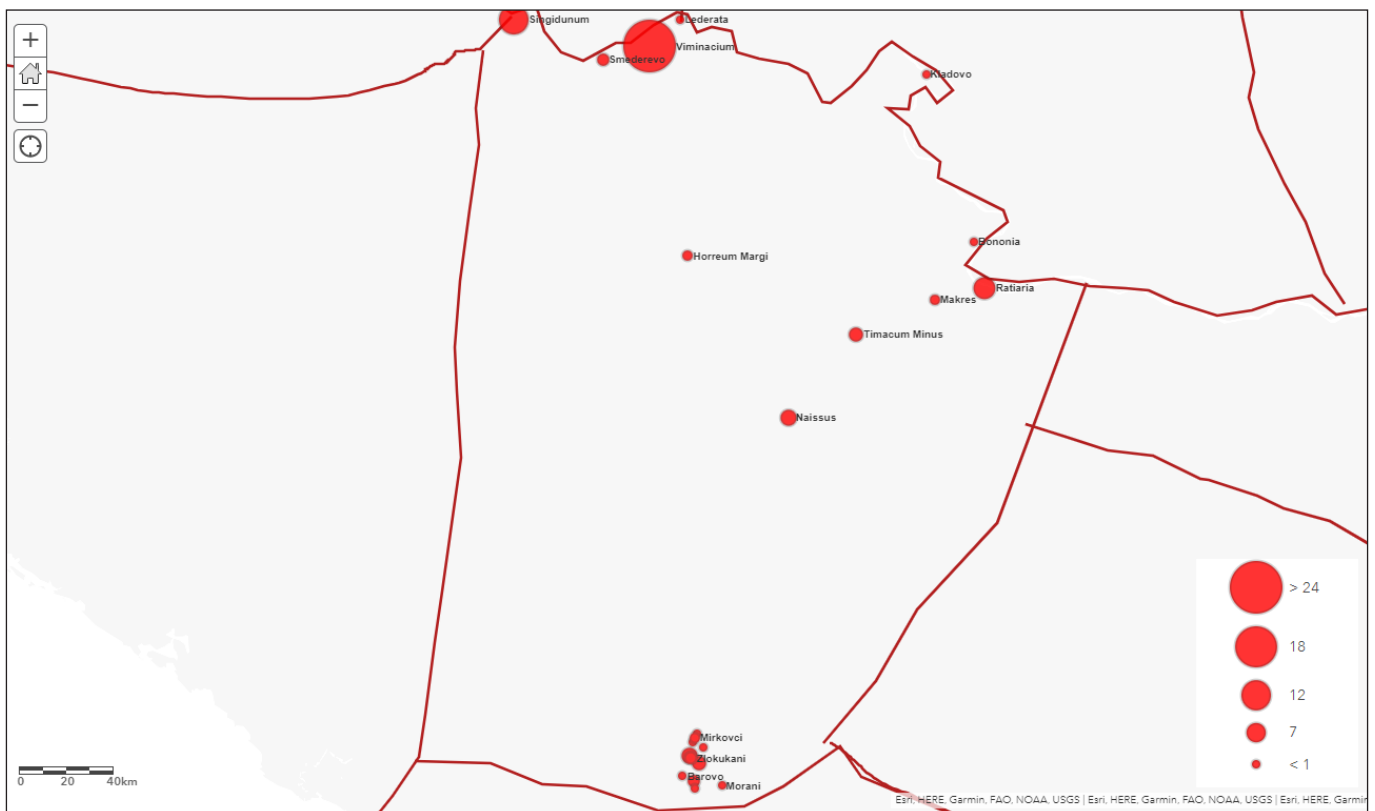 Singidunum
Lederata
Viminacium
Smederevo
Kladovo
Bononia
Horreum Margi
Ratiaria
Makres
Timacum Minus
Naissus
> 24
18
12
7
< 1
Mirkovci
Zlokukani
Barovo
Morani
0 20 40km
Esri, HERE, Garmin, FAO, NOAA, USGS | Esri, HERE, Garmin, FAO, NOAA, USGS | Esri, HERE, Garmin